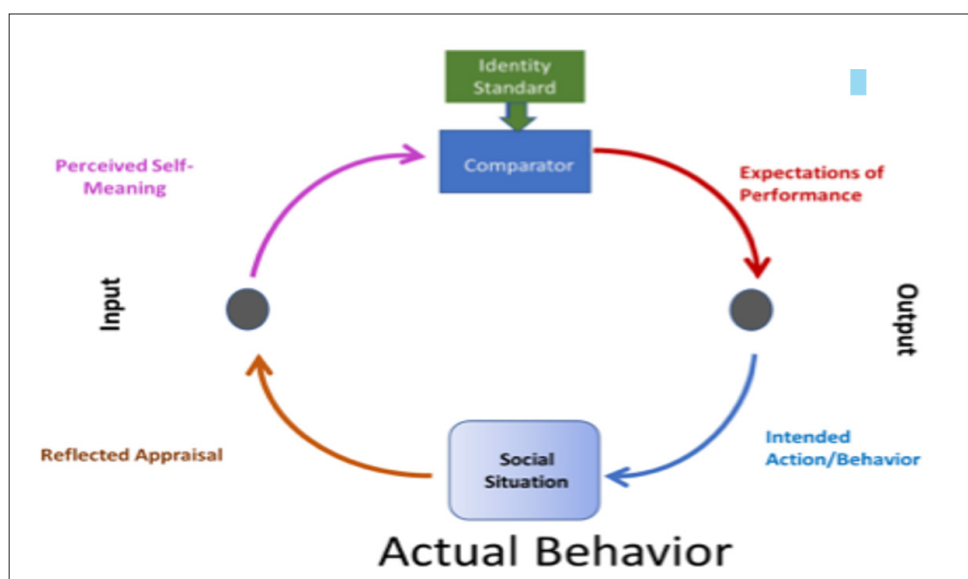 Identity
Standard
Comparator
Perceived Self-
Meaning
Expectations of
Performance
Input
Output
Reflected Appraisal
Social
Situation
Intended
Action/Behavior
Actual Behavior